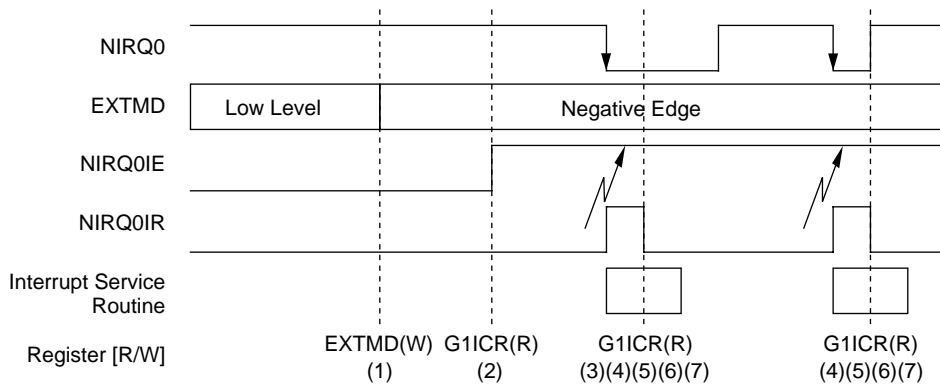 NIRQ0
EXTMD
Low Level
Negative Edge
NIRQ0IE
NIRQ0IR
Interrupt Service
Routine
Register [R/W]
EXTMD(W) G1ICR(R) G1ICR(R) G1ICR(R)
(1) (2) (3)(4)(5)(6)(7) (4)(5)(6)(7)